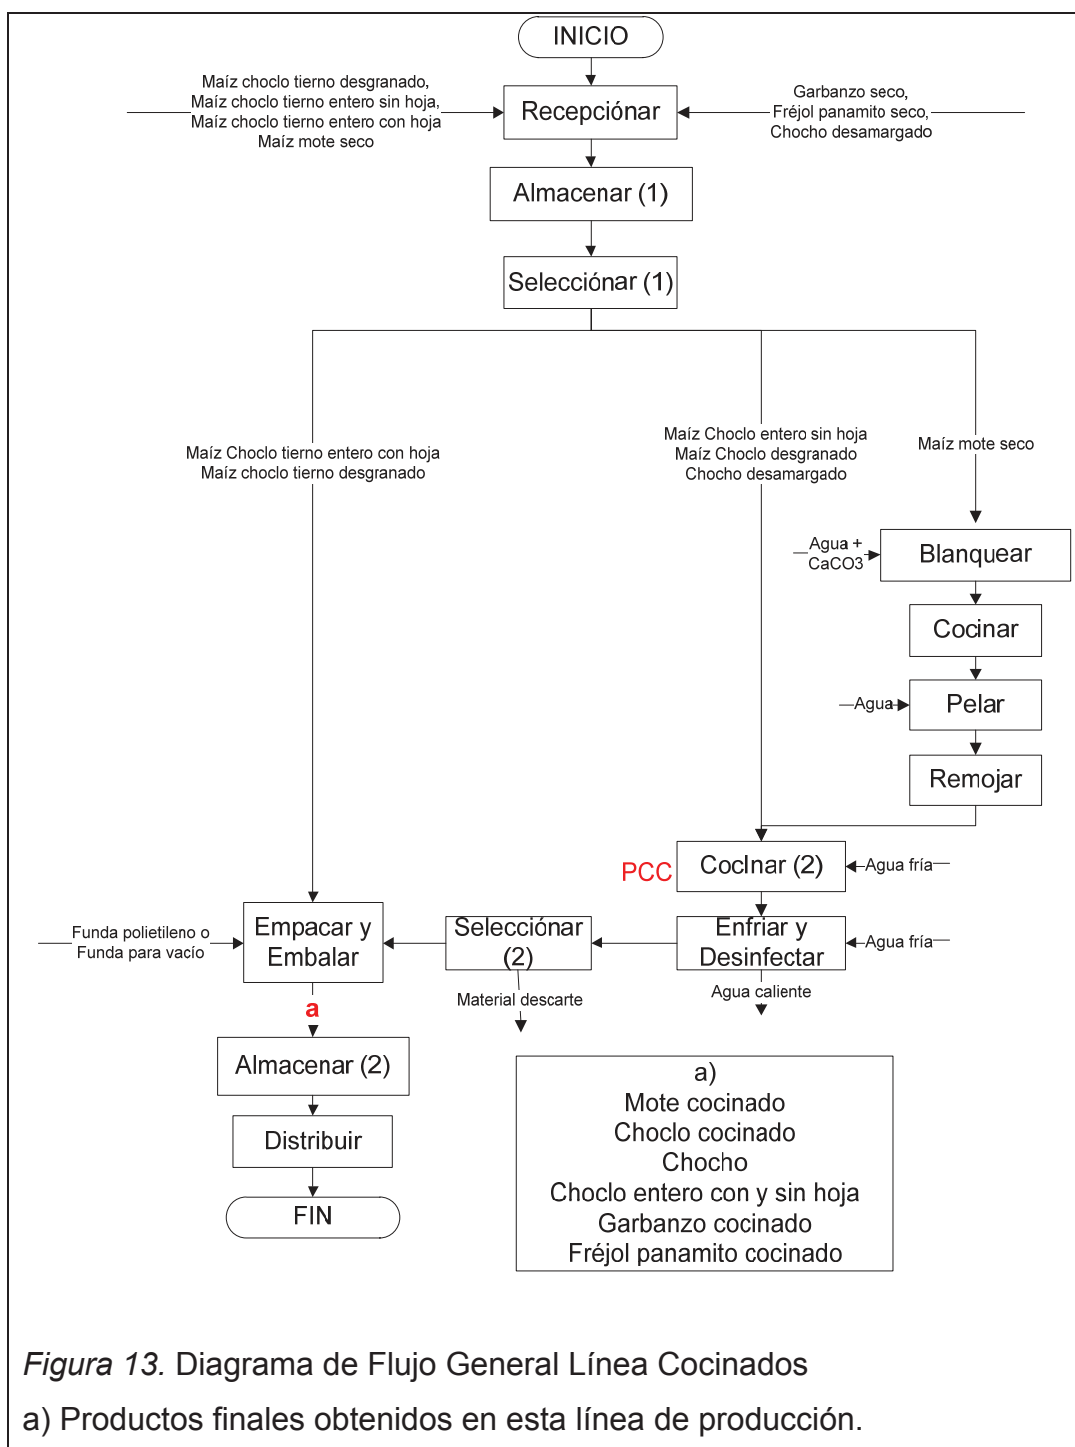 INICIO
Maíz choclo tierno desgranado,
Maíz choclo tierno entero sin hoja,
Maíz choclo tierno entero con hoja
Maíz mote seco
Recepciónar
Garbanzo seco,
Fréjol panamito seco,
Chocho desamargado
Almacenar (1)
Selecciónar (1)
Maíz Choclo tierno entero con hoja
Maíz choclo tierno desgranado
Maíz Choclo entero sin hoja
Maíz Choclo desgranado
Chocho desamargado
Maíz mote seco
Agua +
CaCO3
Blanquear
Cocinar
Agua
Pelar
Remojar
PCC
CocInar (2)
Agua fría
Funda polietileno o
Funda para vacío
Empacar y
Embalar
Selecciónar
(2)
Enfriar y
Desinfectar
Agua fría
Material descarte
Agua caliente
a
Almacenar (2)
Distribuir
FIN
a)
Mote cocinado
Choclo cocinado
Chocho
Choclo entero con y sin hoja
Garbanzo cocinado
Fréjol panamito cocinado
Figura 13. Diagrama de Flujo General Línea Cocinados
a) Productos finales obtenidos en esta línea de producción.